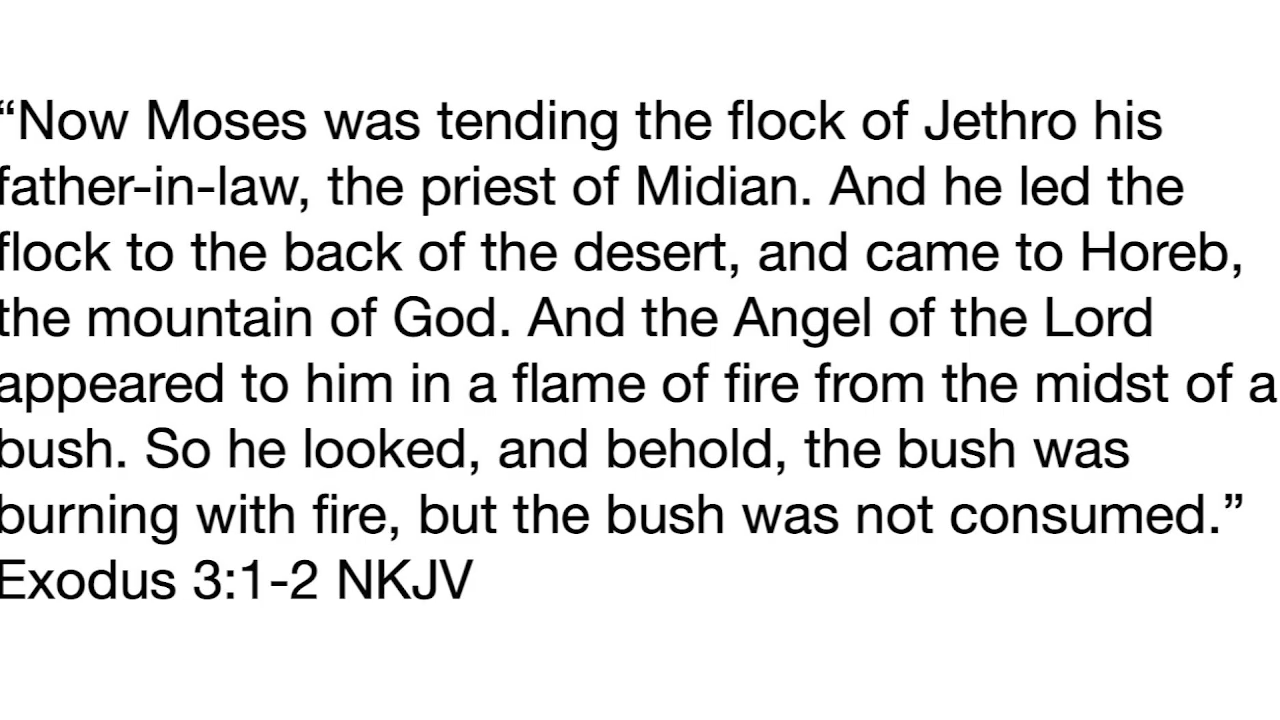 “Now Moses was tending the flock of Jethro his
father-in-law, the priest of Midian. And he led the
flock to the back of the desert, and came to Horeb,
the mountain of God. And the Angel of the Lord
appeared to him in a flame of fire from the midst of a
bush. So he looked, and behold, the bush was
burning with fire, but the bush was not consumed.”
Exodus 3:1-2 NKJV